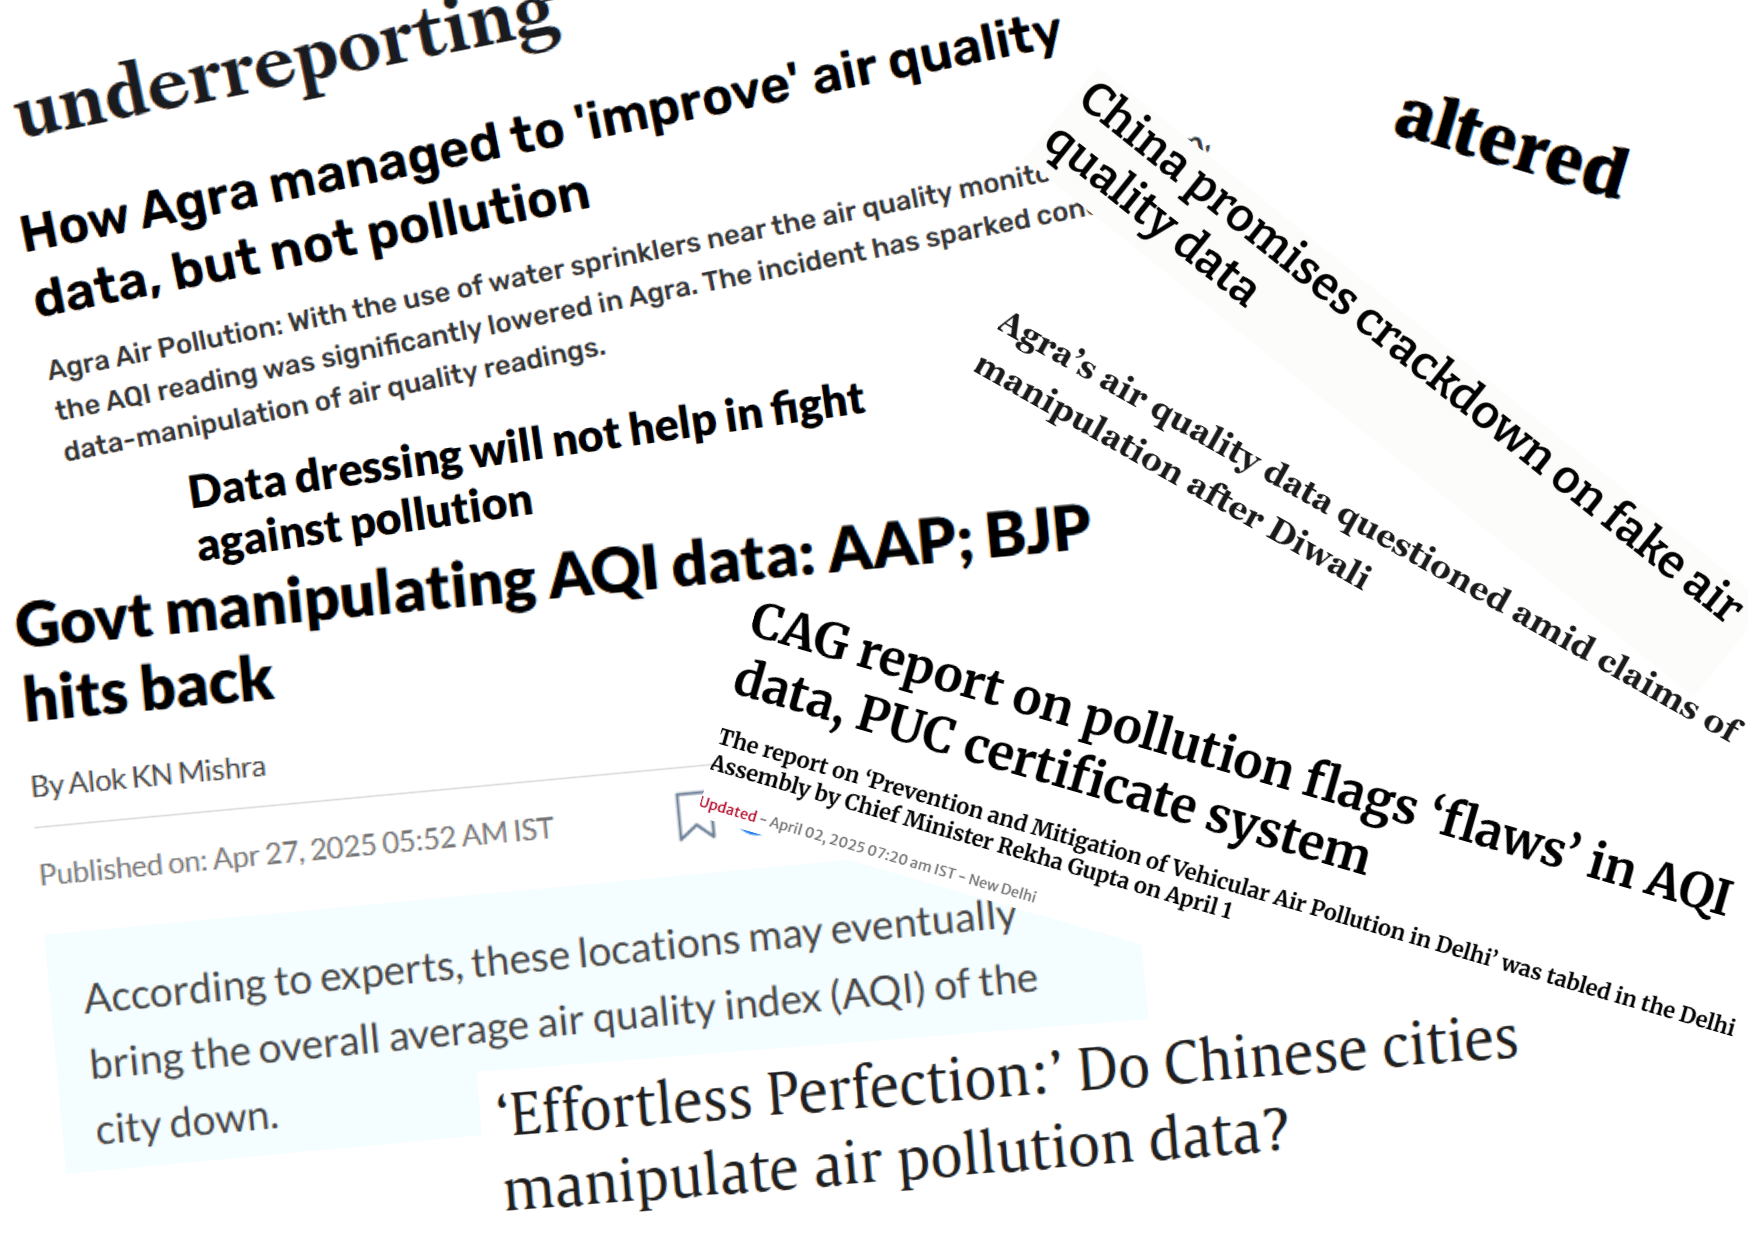 underreporting
How Agra managed to 'improve' air quality
data, but not pollution
Agra Air Pollution: With the use of water sprinklers near the air quality
the AQI reading was significantly lowered in Agra. The incident has sparked
data-manipulation of air quality readings.
Data dressing will not help in fight
against pollution
Govt manipulating AQI data: AAP; BJP
hits back
By Alok KN Mishra
Published on: Apr 27, 2025 05:52 AM IST
According to experts, these locations may eventually
bring the overall average air quality index (AQI) of the
city down.
altered
China promises crackdown on fake air
quality data
Agra’s air quality data questioned amid claims of
manipulation after Diwali
CAG report on pollution flags ‘flaws’ in AQI
data, PUC certificate system
The report on ‘Prevention and Mitigation of Vehicular Air Pollution in Delhi’ was tabled in the Delhi
Assembly by Chief Minister Rekha Gupta on April 1
Updated - April 02, 2025 07:20 am IST - New Delhi
‘Effortless Perfection:’ Do Chinese cities
manipulate air pollution data?